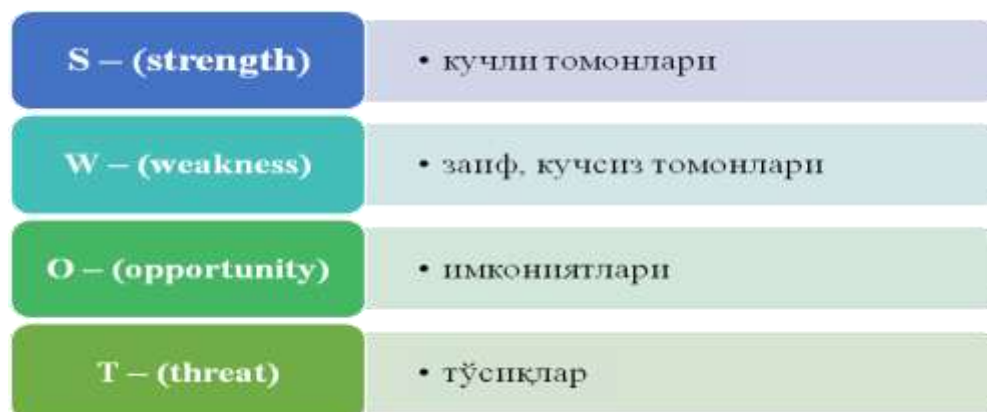 S – (strength)
• кучли томонлари
W – (weakness)
• заиф, кучсиз томонлари
O – (opportunity)
• имкониятлари
T – (threat)
• тўсиқлар